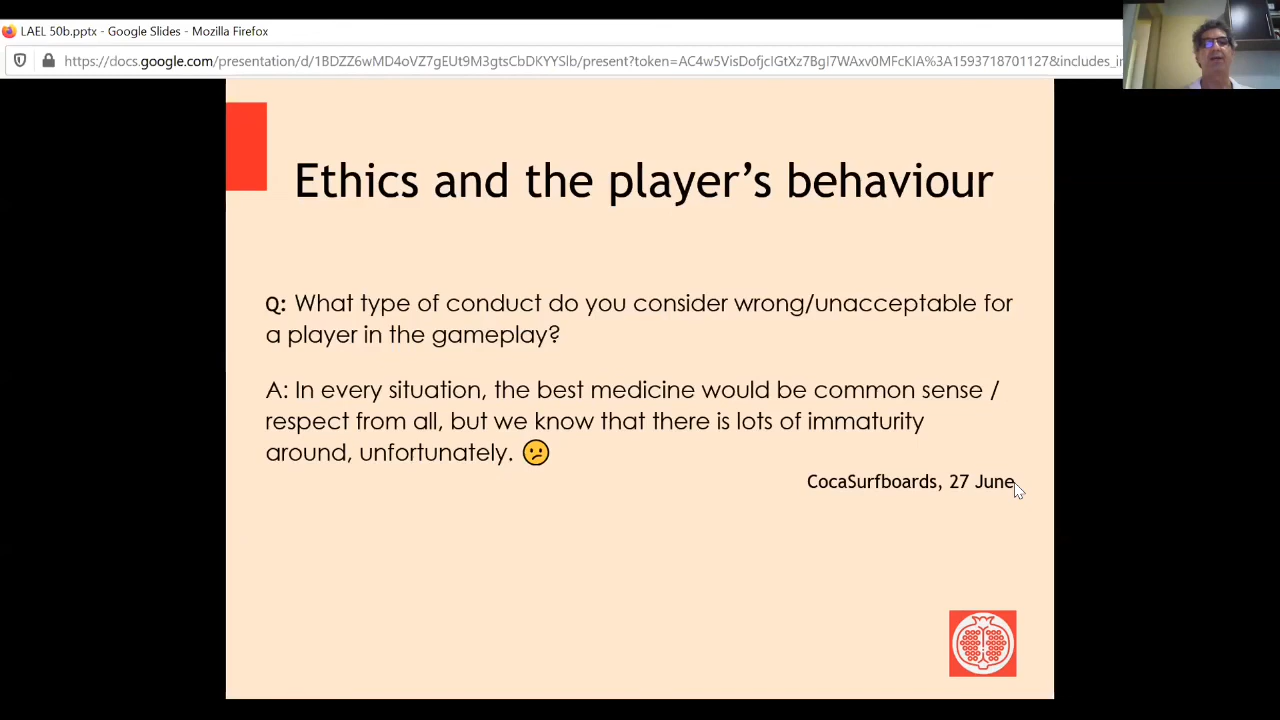 LAEL 50b.pptx - Google Slides - Mozilla Firefox
https://docs.google.com/presentation/d/1BDZZ6wMD4oVZ7gEUt9M3gtsCbDKYYSlb/present?token=AC4w5VisDofjcIGtXz7BgI7WAxv0MFcKIA%3A1593718701127&includes_i
Ethics and the player’s behaviour
Q: What type of conduct do you consider wrong/unacceptable for
a player in the gameplay?
A: In every situation, the best medicine would be common sense /
respect from all, but we know that there is lots of immaturity
around, unfortunately. 😕
CocaSurfboards, 27 June